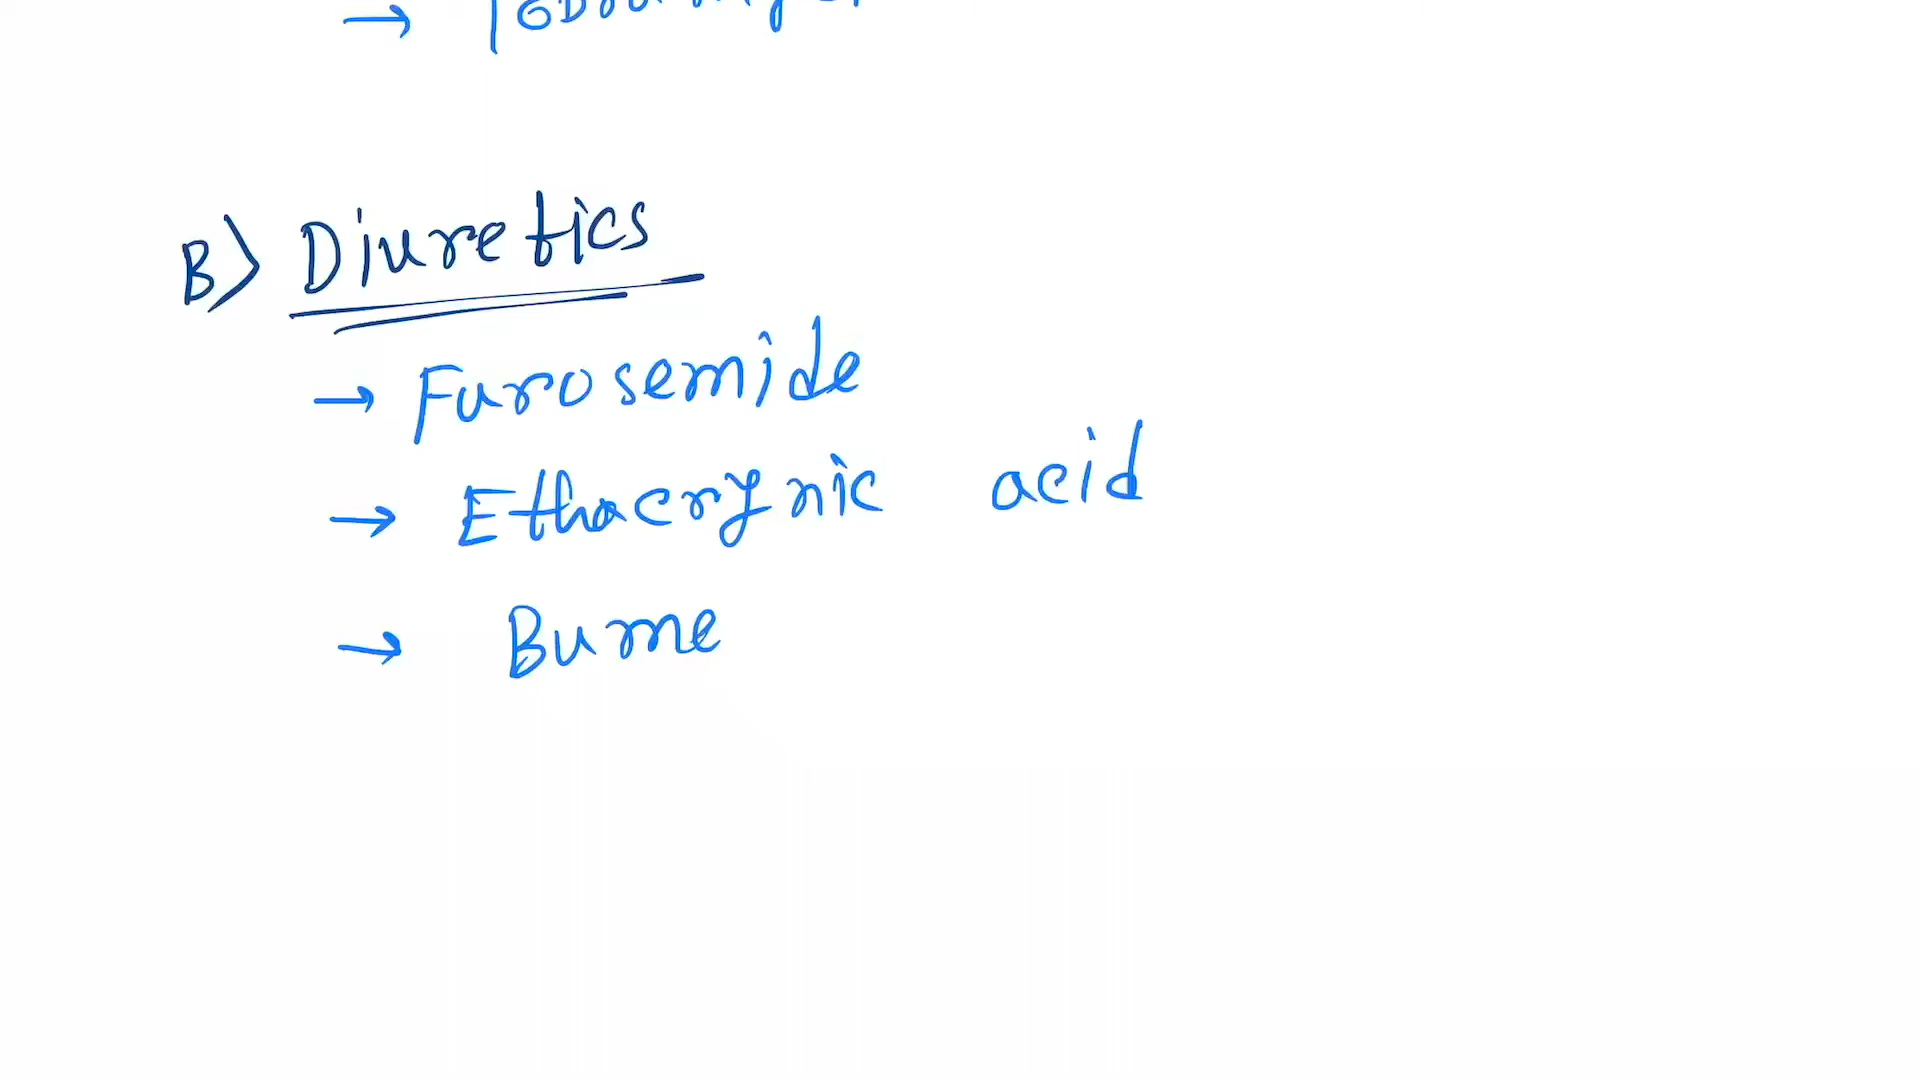 B) Diuretics
→ Furosemide
→ Ethacrynic acid
→ Bume